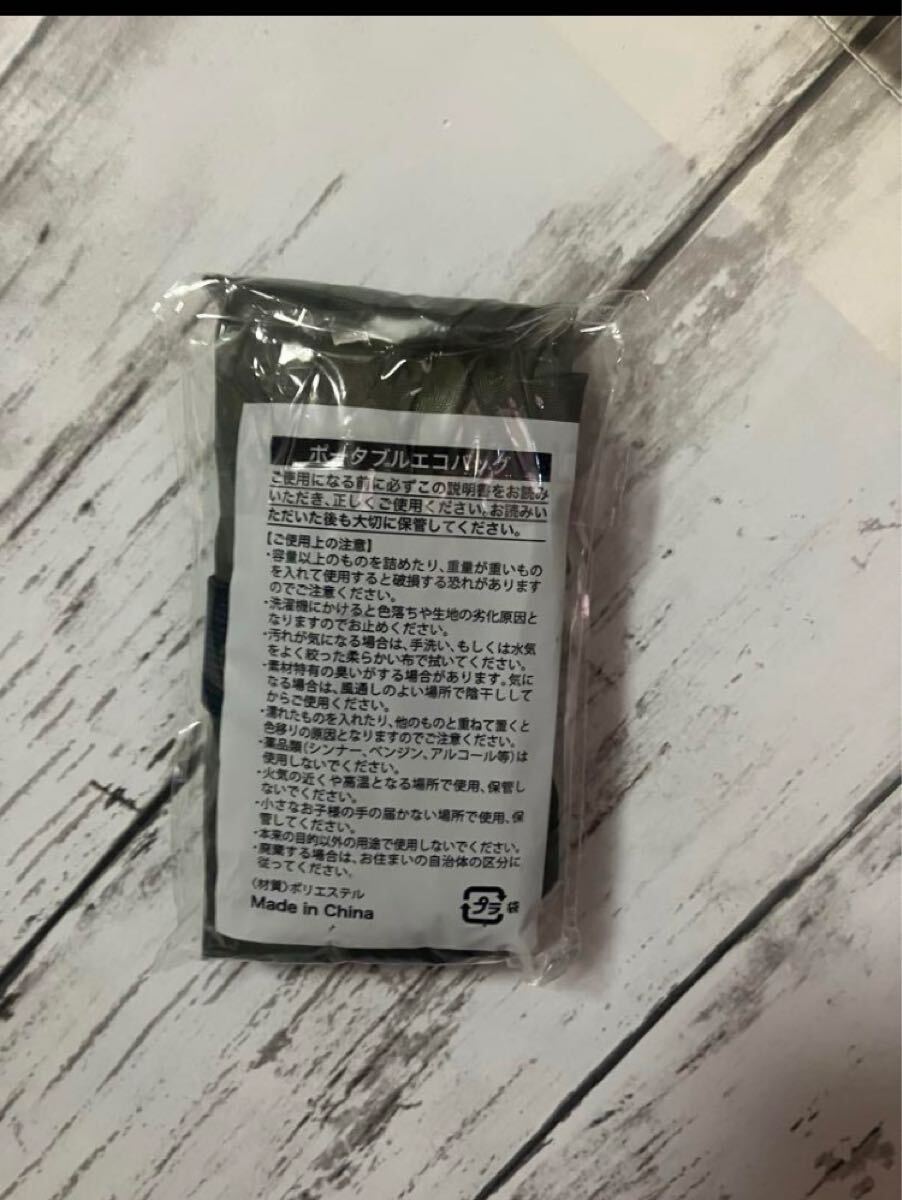 ポータブルエコバッグ
ご使用になる前に必ずこの説明書をお読み
いただき、正しくご使用ください。お読みい
ただいた後も大切に保管してください。
【ご使用上の注意】
・容量以上のものを詰めたり、重量が重いもの
を入れて使用すると破損する恐れがあります
のでご注意ください。
・洗濯機にかけると色落ちや生地の劣化原因と
なりますのでお止めください。
・汚れが気になる場合は、手洗い、もしくは水気
をよく絞った柔らかい布で拭いてください。
・素材特有の臭いがする場合があります。気に
なる場合は、風通しのよい場所で陰干しして
からご使用ください。
・濡れたものを入れたり、他のものと重ねて置くと
色移りの原因となりますのでご注意ください。
・薬品類(シンナー、ベンジン、アルコール等)は
使用しないでください。
・火気の近くや高温となる場所で使用、保管し
ないでください。
・小さなお子様の手の届かない場所で使用、保
管してください。
・本来の目的以外の用途で使用しないでください。
・廃棄する場合は、お住まいの自治体の区分に
従ってください。
〈材質〉ポリエステル
Made in China
プラ 袋